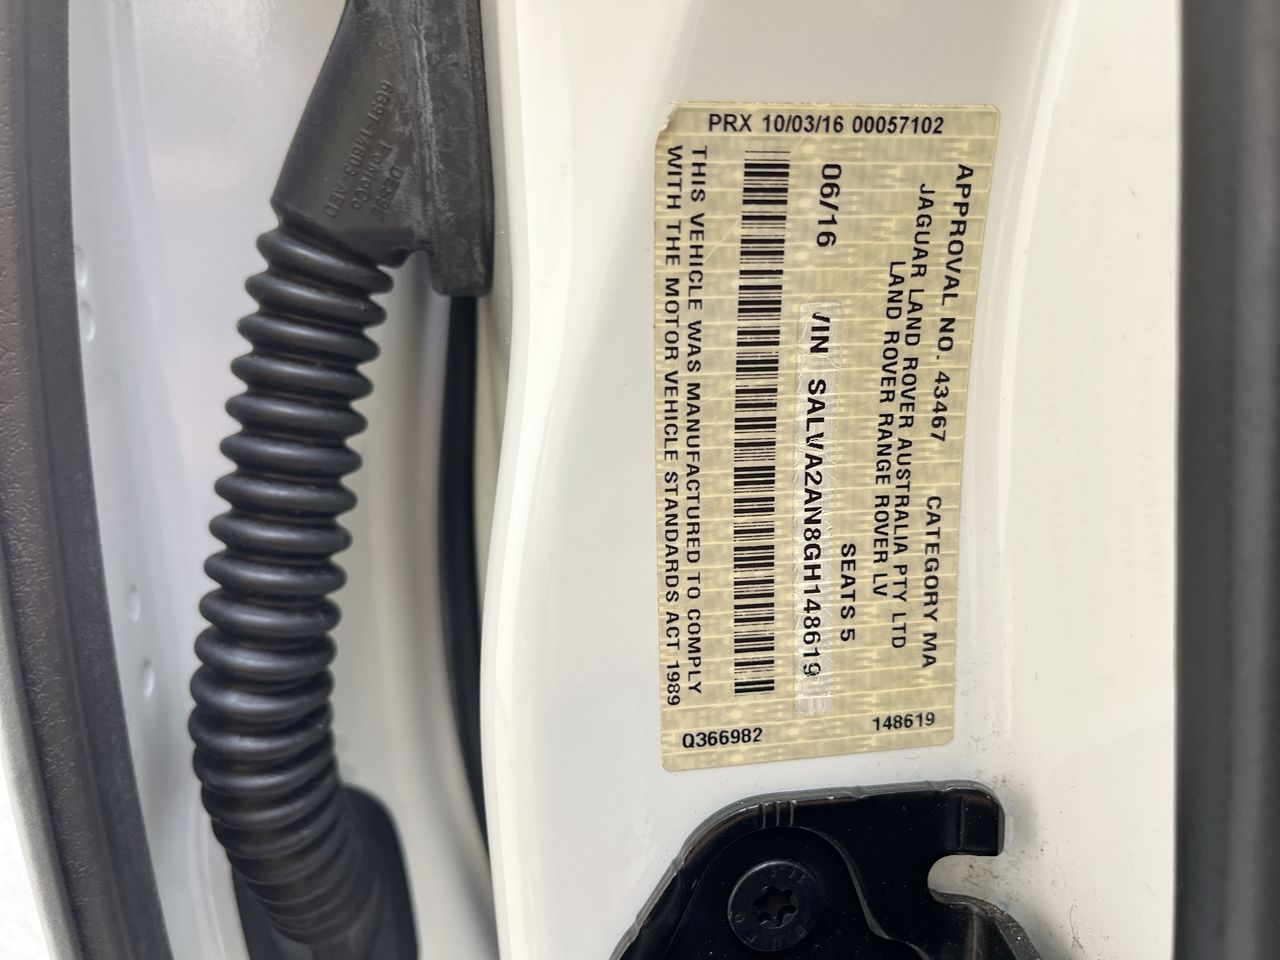 PRX 10/03/16 00057102
APPROVAL NO. 43467 CATEGORY MA
JAGUAR LAND ROVER AUSTRALIA PTY LTD
LAND ROVER RANGE ROVER LV
06/16 SEATS 5
VIN SALVA2AN8GH148619
THIS VEHICLE WAS MANUFACTURED TO COMPLY
WITH THE MOTOR VEHICLE STANDARDS ACT 1989
Q366982
148619
FoMoCo